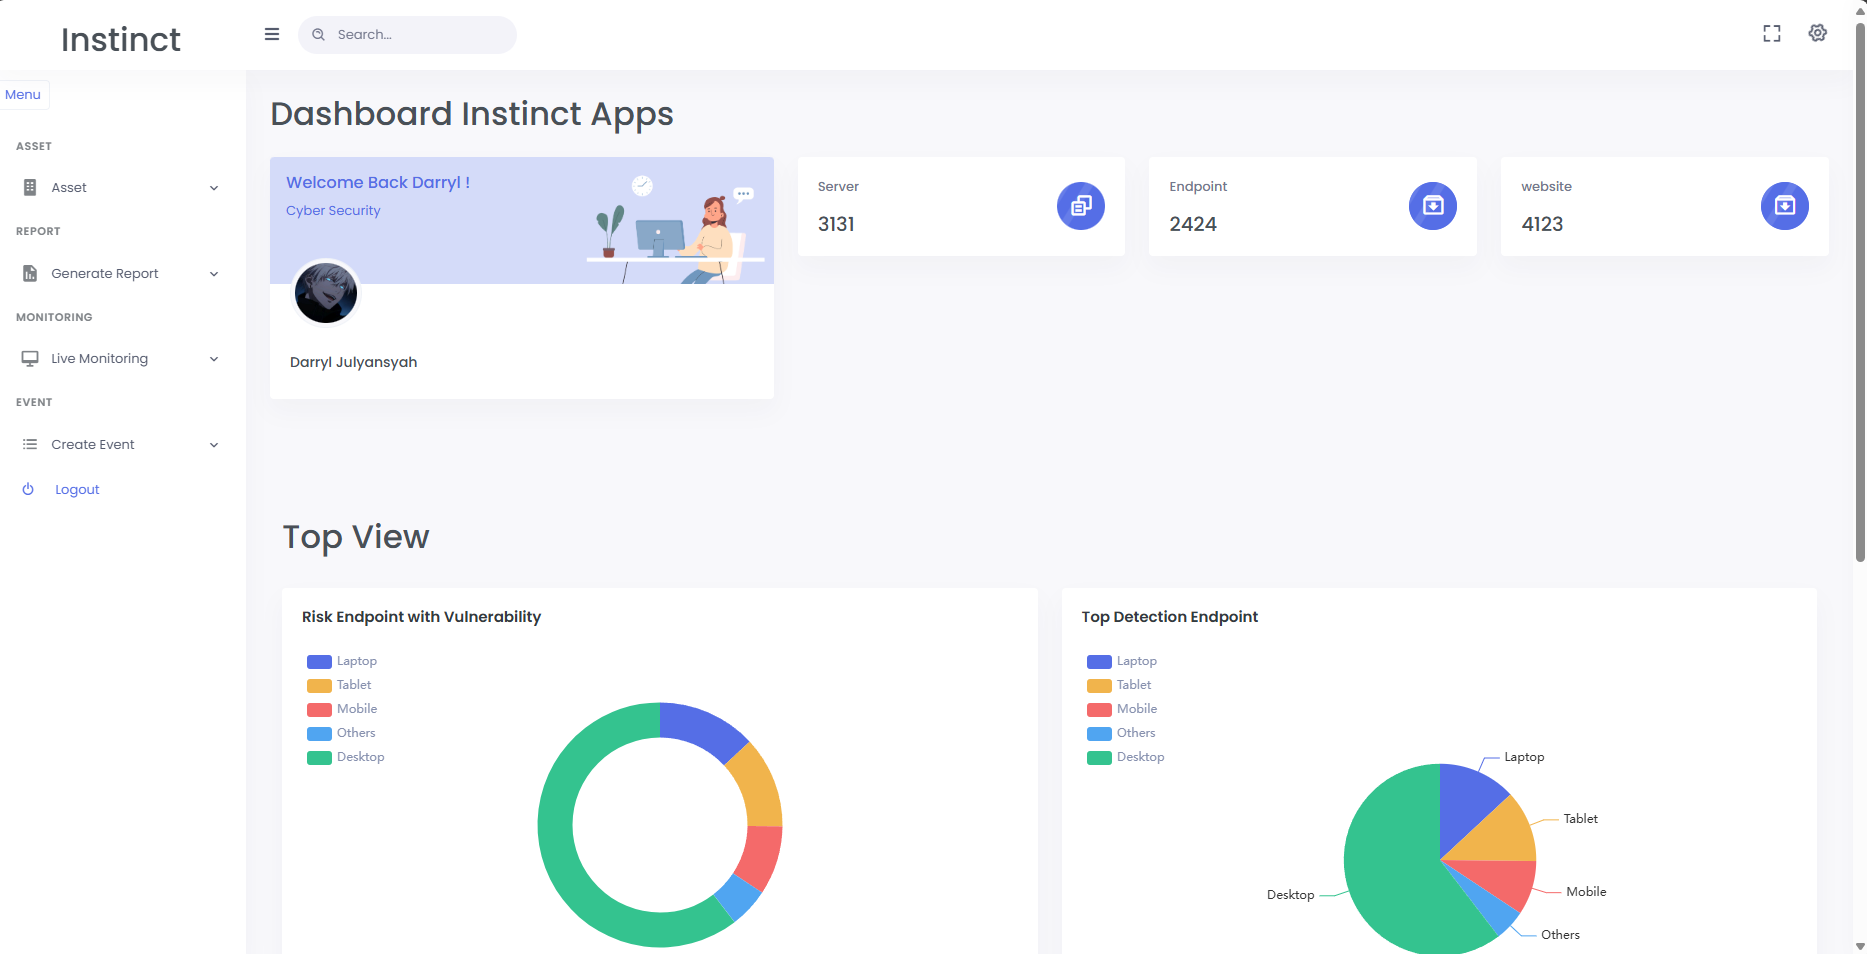 Instinct
Search...
Menu
ASSET
Asset
REPORT
Generate Report
MONITORING
Live Monitoring
EVENT
Create Event
Logout
Dashboard Instinct Apps
Welcome Back Darryl !
Cyber Security
Darryl Julyansyah
Server
3131
Endpoint
2424
website
4123
Top View
Risk Endpoint with Vulnerability
Laptop
Tablet
Mobile
Others
Desktop
Top Detection Endpoint
Laptop
Tablet
Mobile
Others
Desktop
Laptop
Tablet
Mobile
Others
Desktop